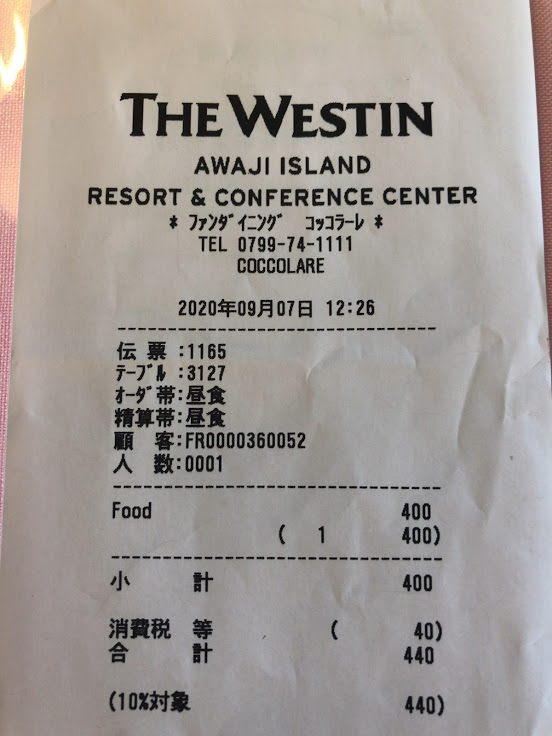 THE WESTIN
AWAJI ISLAND
RESORT & CONFERENCE CENTER
* ファンダイニング コッコラーレ *
TEL 0799-74-1111
COCCOLARE
2020年09月07日 12:26
伝 票 :1165
テーブル :3127
オーダ帯:昼食
精算帯:昼食
顧 客:FR0000360052
人 数:0001
Food 400
( 1 400)
小 計 400
消費税 等 ( 40)
合 計 440
(10%対象 440)